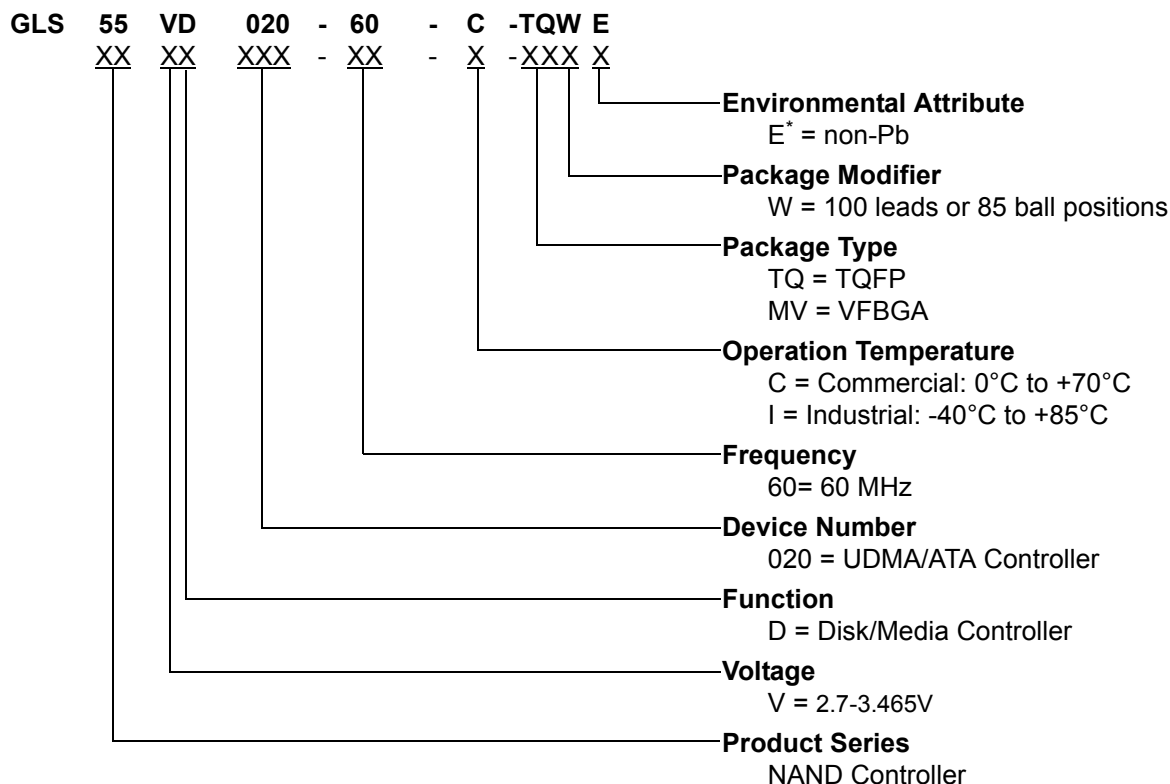 GLS 55 VD 020 - 60 - C -TQW E
XX XX XXX - XX - X - XXX X
Environmental Attribute
E* = non-Pb
Package Modifier
W = 100 leads or 85 ball positions
Package Type
TQ = TQFP
MV = VFBGA
Operation Temperature
C = Commercial: 0°C to +70°C
I = Industrial: -40°C to +85°C
Frequency
60= 60 MHz
Device Number
020 = UDMA/ATA Controller
Function
D = Disk/Media Controller
Voltage
V = 2.7-3.465V
Product Series
NAND Controller